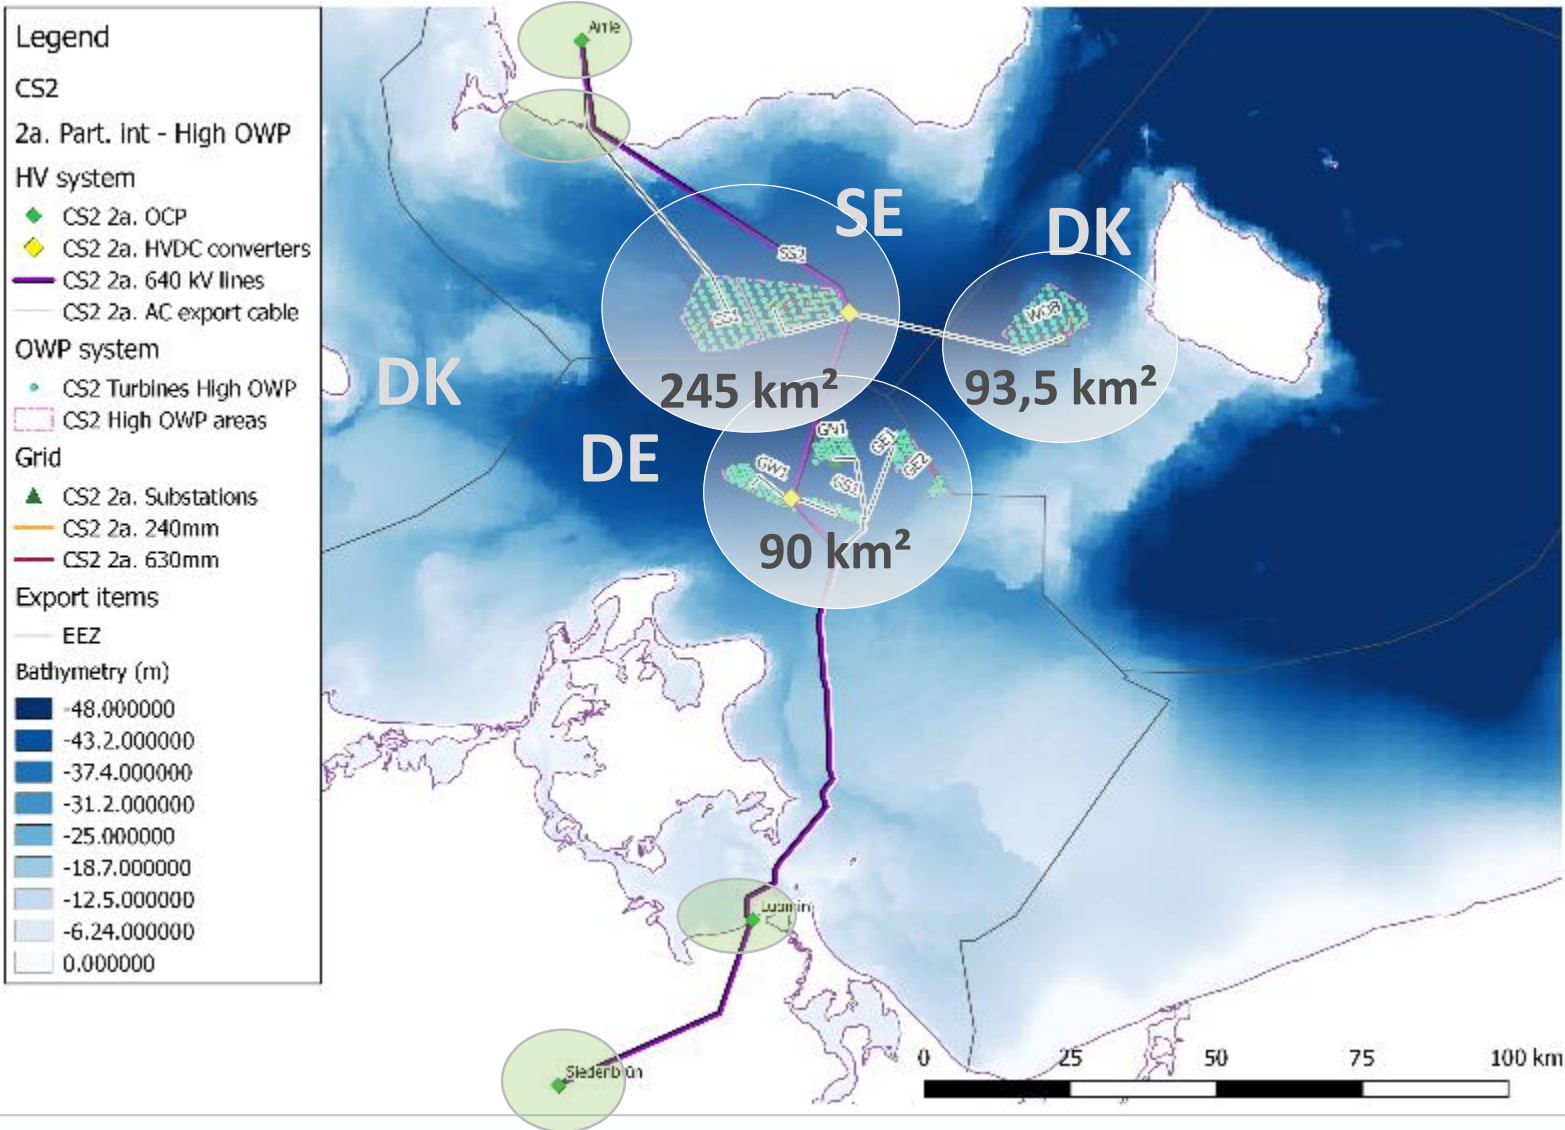 Legend
CS2
2a. Part. int - High OWP
HV system
CS2 2a. OCP
CS2 2a. HVDC converters
CS2 2a. 640 kV lines
CS2 2a. AC export cable
OWP system
CS2 Turbines High OWP
CS2 High OWP areas
Grid
CS2 2a. Substations
CS2 2a. 240mm
CS2 2a. 630mm
Export items
EEZ
Bathymetry (m)
-48.000000
-43.2.000000
-37.4.000000
-31.2.000000
-25.000000
-18.7.000000
-12.5.000000
-6.24.000000
0.000000
Arrie
SE
DK
SS2
SS1
WDB
245 km²
93,5 km²
DK
DE
GN1
GE1
GE2
GW1
GS3
90 km²
Lubmin
Siedenbrün
0 25 50 75 100 km